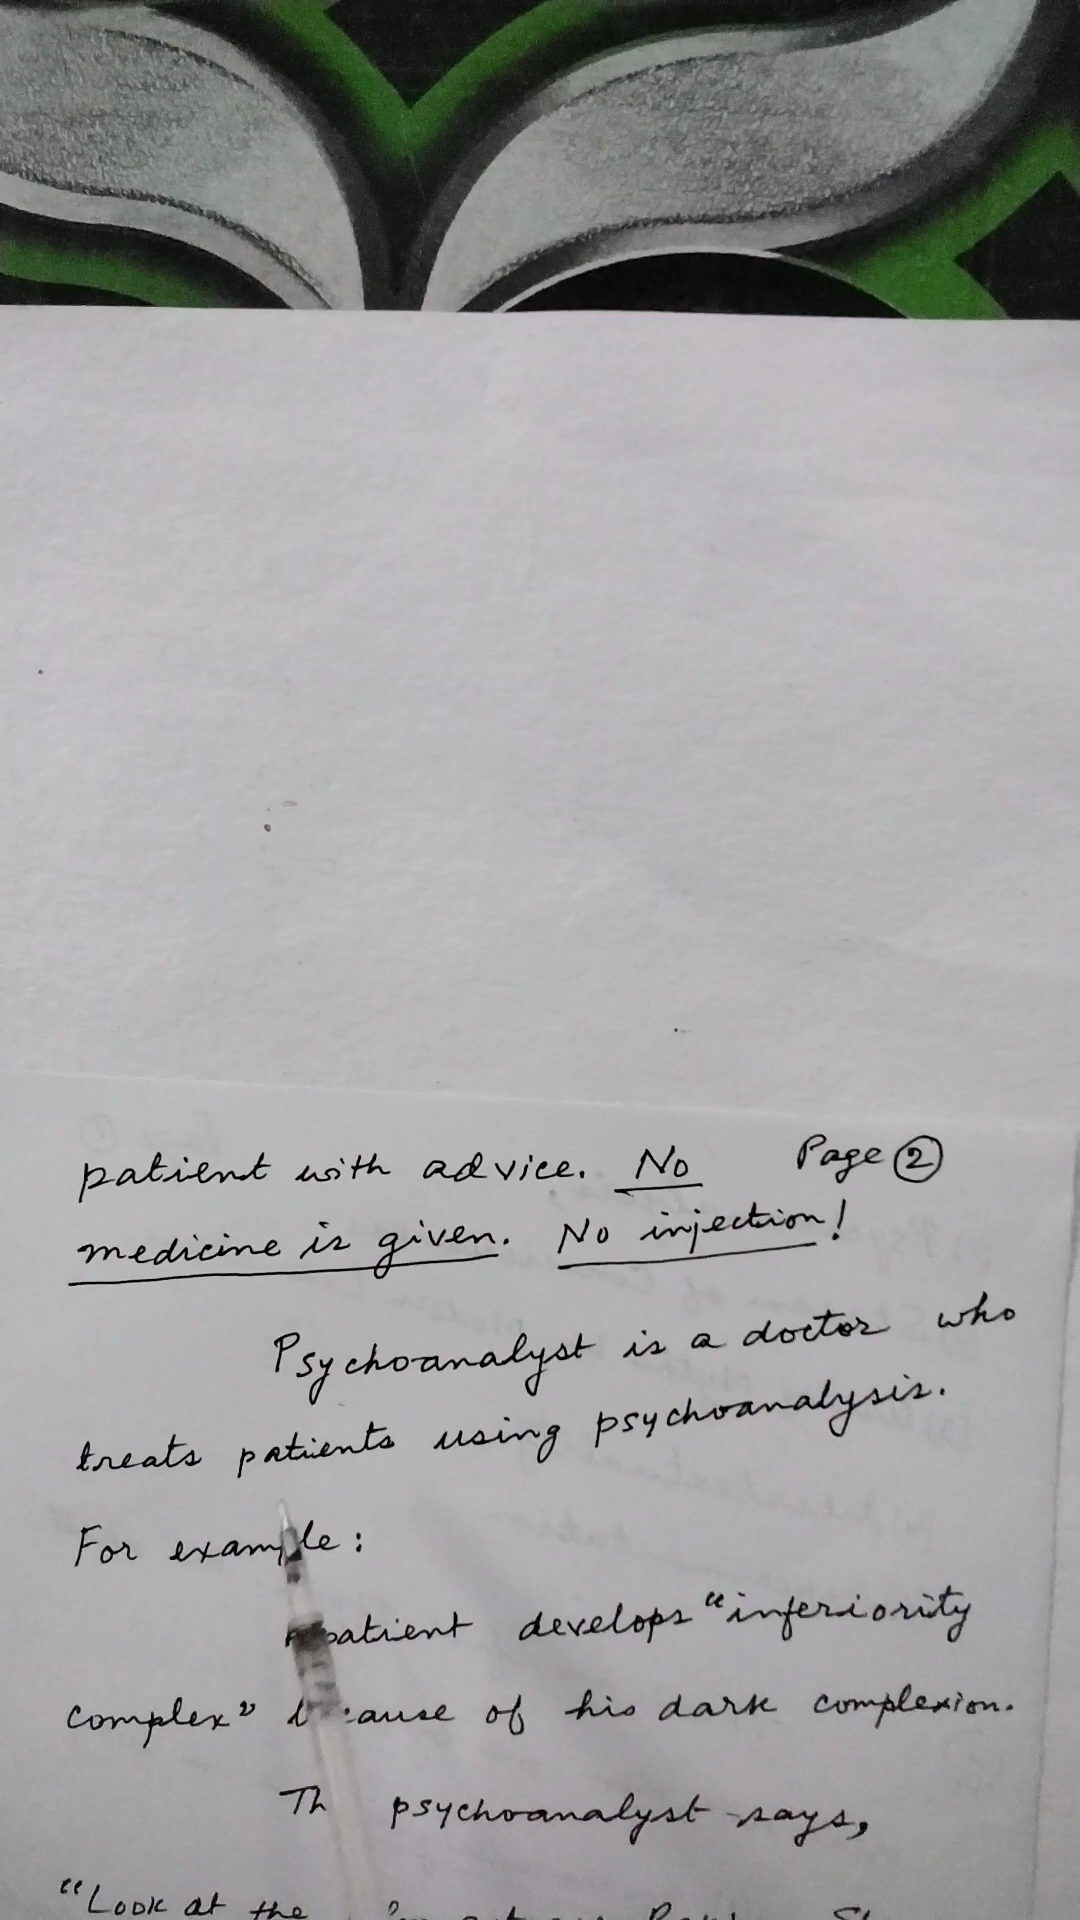 patient with advice. No Page 2
medicine is given. No injection!
Psychoanalyst is a doctor who
treats patients using psychoanalysis.
For example:
patient develops "inferiority
complex" because of his dark complexion.
Th psychoanalyst says,
"Look at the